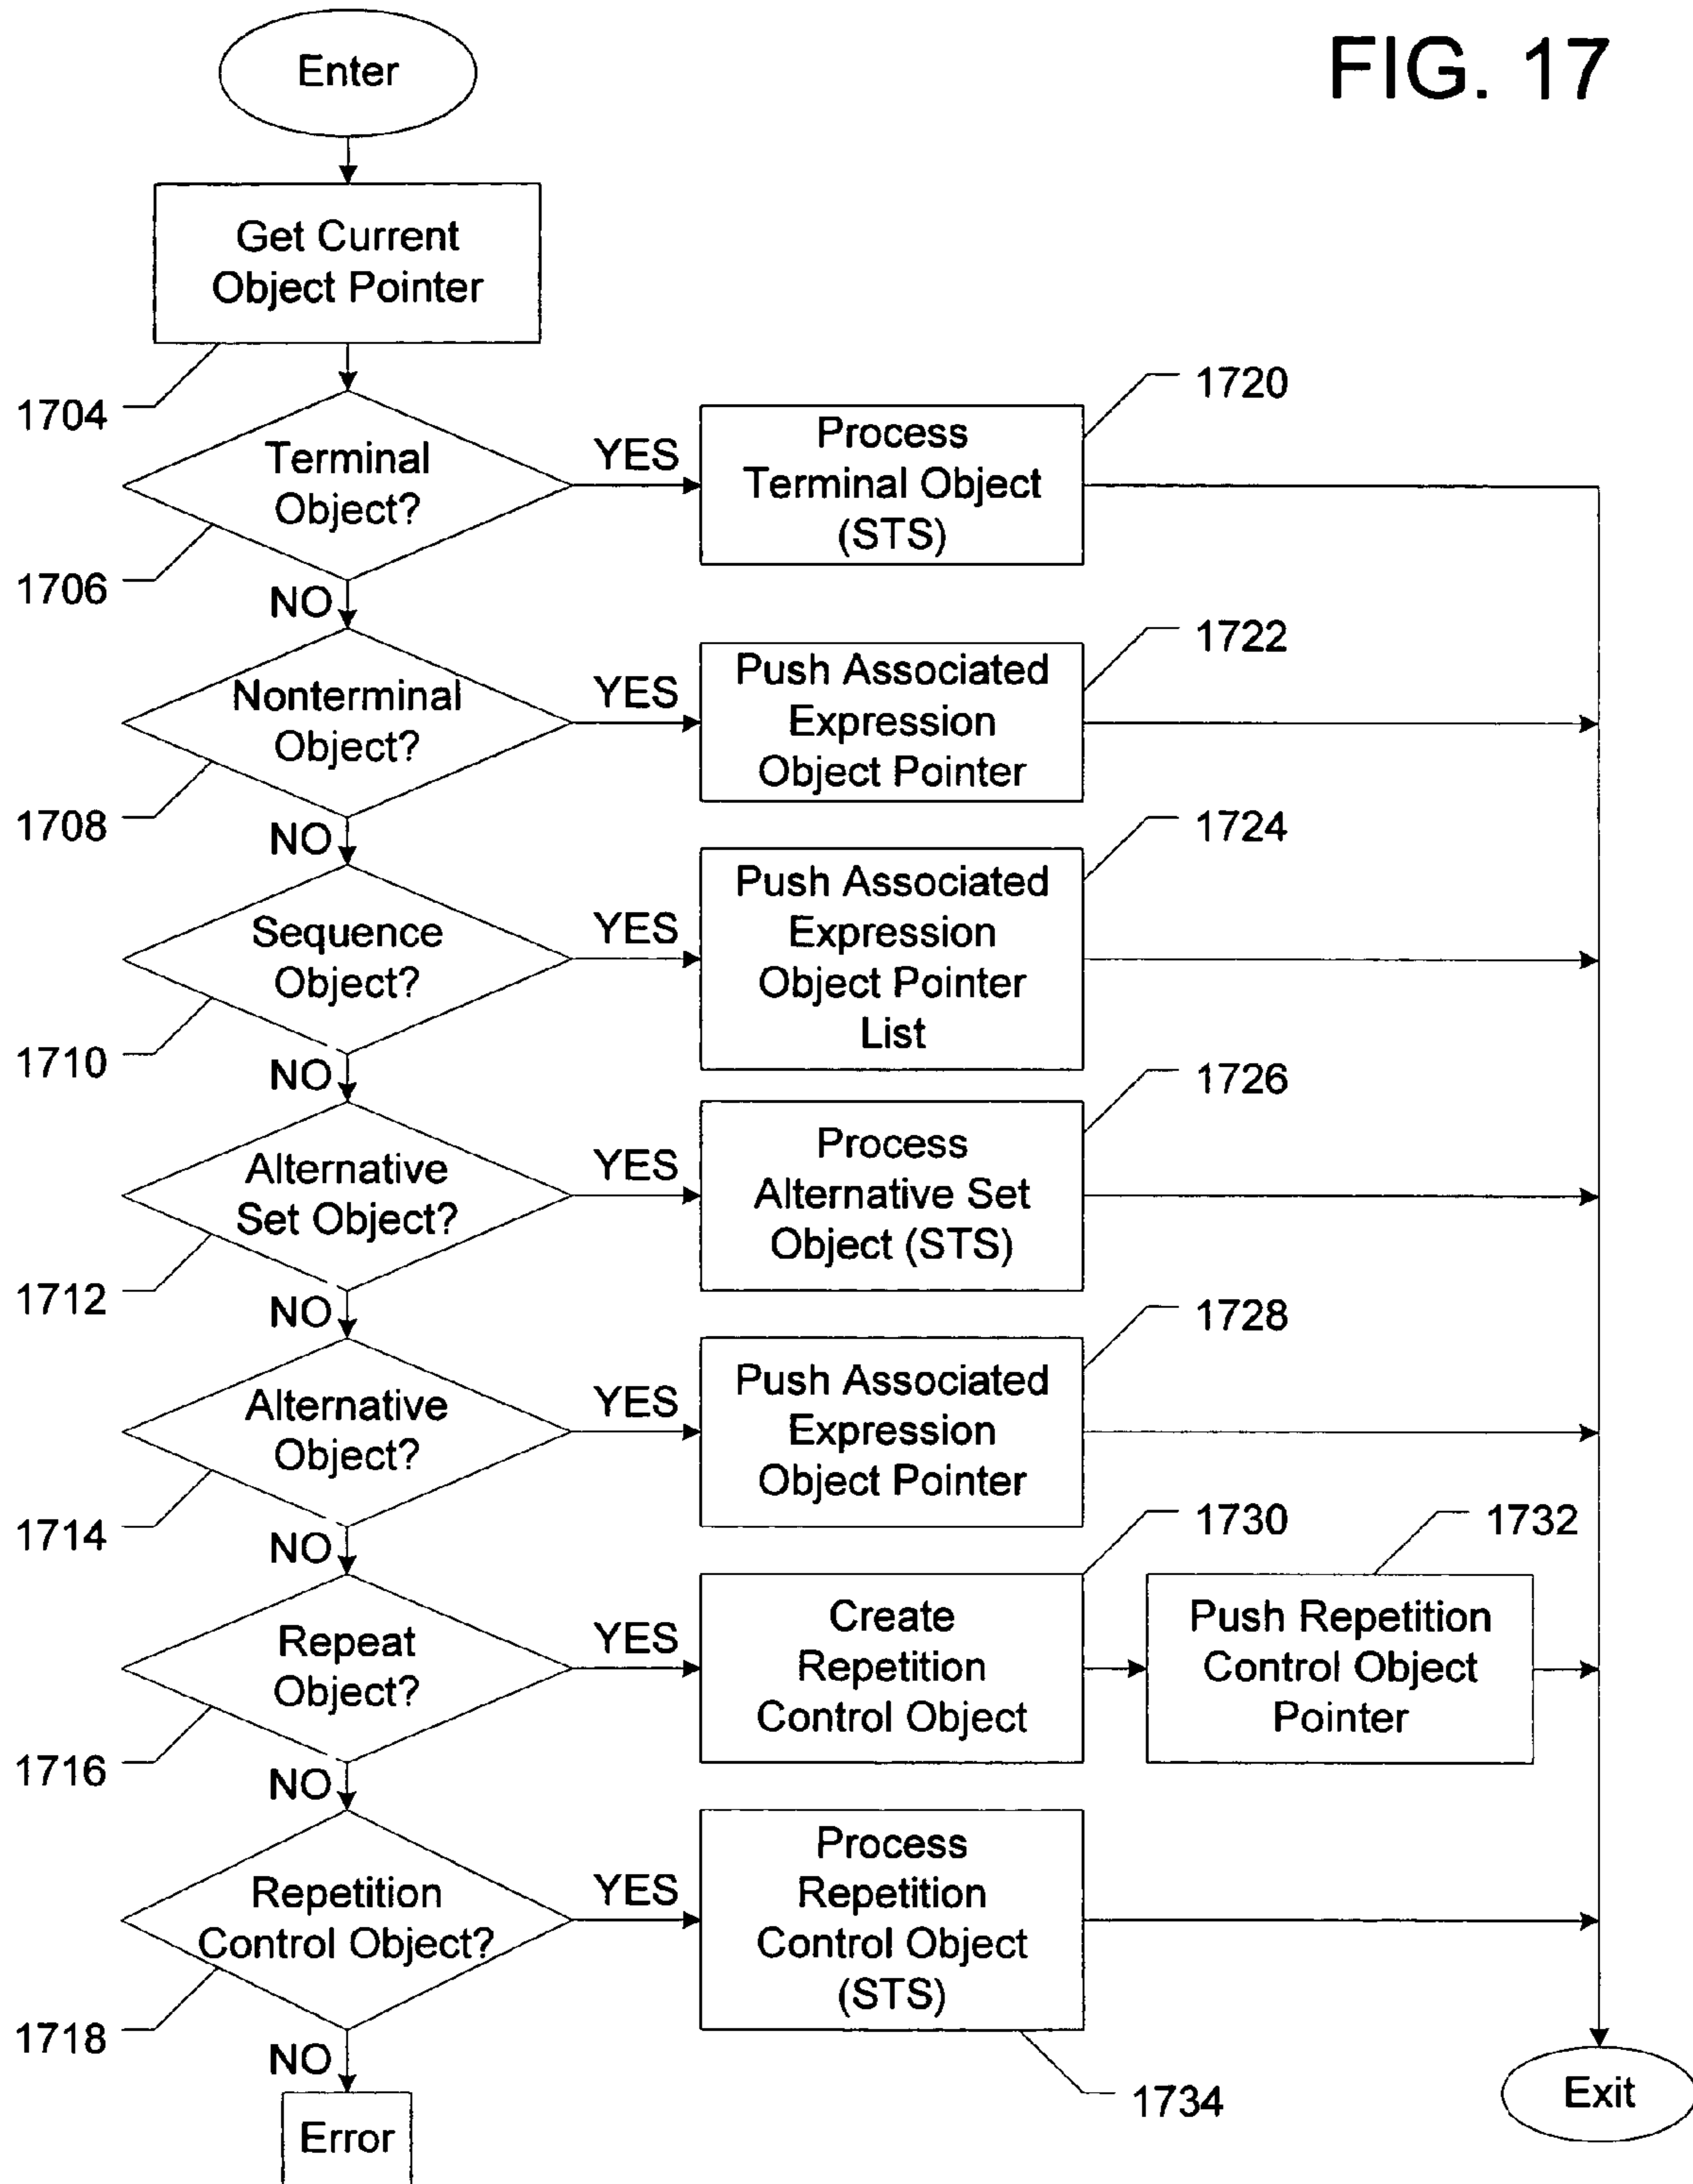 FIG. 17
Enter
Get Current
Object Pointer
1704
Terminal
Object?
1706
YES
Process
Terminal Object
(STS)
1720
NO
Nonterminal
Object?
1708
YES
Push Associated
Expression
Object Pointer
1722
NO
Sequence
Object?
1710
YES
Push Associated
Expression
Object Pointer
List
1724
NO
Alternative
Set Object?
1712
YES
Process
Alternative Set
Object (STS)
1726
NO
Alternative
Object?
1714
YES
Push Associated
Expression
Object Pointer
1728
NO
Repeat
Object?
1716
YES
Create
Repetition
Control Object
1730
Push Repetition
Control Object
Pointer
1732
NO
Repetition
Control Object?
1718
YES
Process
Repetition
Control Object
(STS)
1734
NO
Error
Exit